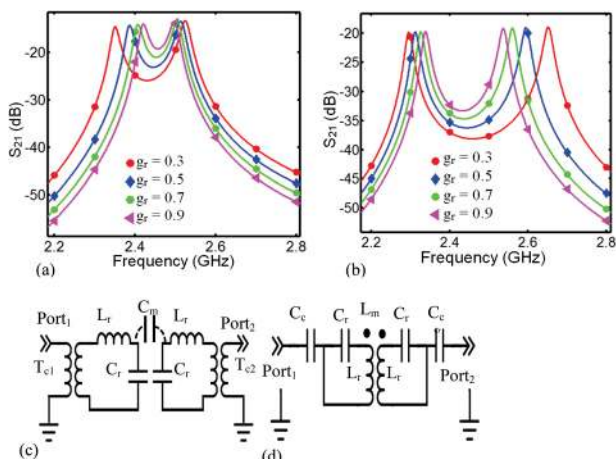 -20
-30
-40
-50
S21 (dB)
gr = 0.3
gr = 0.5
gr = 0.7
gr = 0.9
2.2 2.4 2.6 2.8
Frequency (GHz)
(a)
-20
-25
-30
-35
-40
-45
-50
S21 (dB)
gr = 0.3
gr = 0.5
gr = 0.7
gr = 0.9
2.2 2.4 2.6 2.8
Frequency (GHz)
(b)
Port1
Lr
Cm
Lr
Port2
Tc1
Cr
Cr
Tc2
(c)
Cc
Cr
Lm
Cr
Cc
Port1
Lr
Lr
Port2
(d)